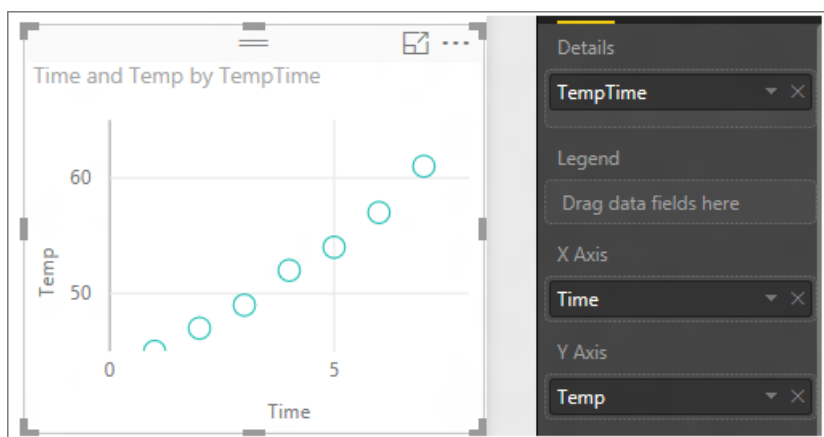 Time and Temp by TempTime
60
50
Temp
0
5
Time
Details
TempTime
Legend
Drag data fields here
X Axis
Time
Y Axis
Temp